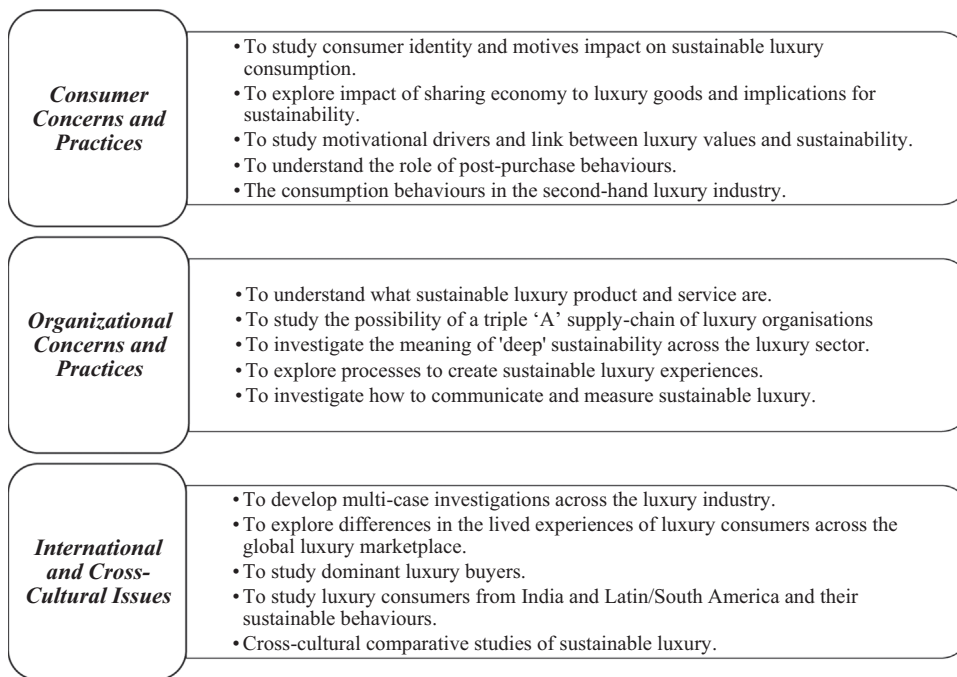 Consumer
Concerns and
Practices
•To study consumer identity and motives impact on sustainable luxury
consumption.
•To explore impact of sharing economy to luxury goods and implications for
sustainability.
•To study motivational drivers and link between luxury values and sustainability.
•To understand the role of post-purchase behaviours.
•The consumption behaviours in the second-hand luxury industry.
Organizational
Concerns and
Practices
•To understand what sustainable luxury product and service are.
•To study the possibility of a triple ‘A’ supply-chain of luxury organisations
•To investigate the meaning of 'deep' sustainability across the luxury sector.
•To explore processes to create sustainable luxury experiences.
•To investigate how to communicate and measure sustainable luxury.
International
and Cross-
Cultural Issues
•To develop multi-case investigations across the luxury industry.
•To explore differences in the lived experiences of luxury consumers across the
global luxury marketplace.
•To study dominant luxury buyers.
•To study luxury consumers from India and Latin/South America and their
sustainable behaviours.
•Cross-cultural comparative studies of sustainable luxury.